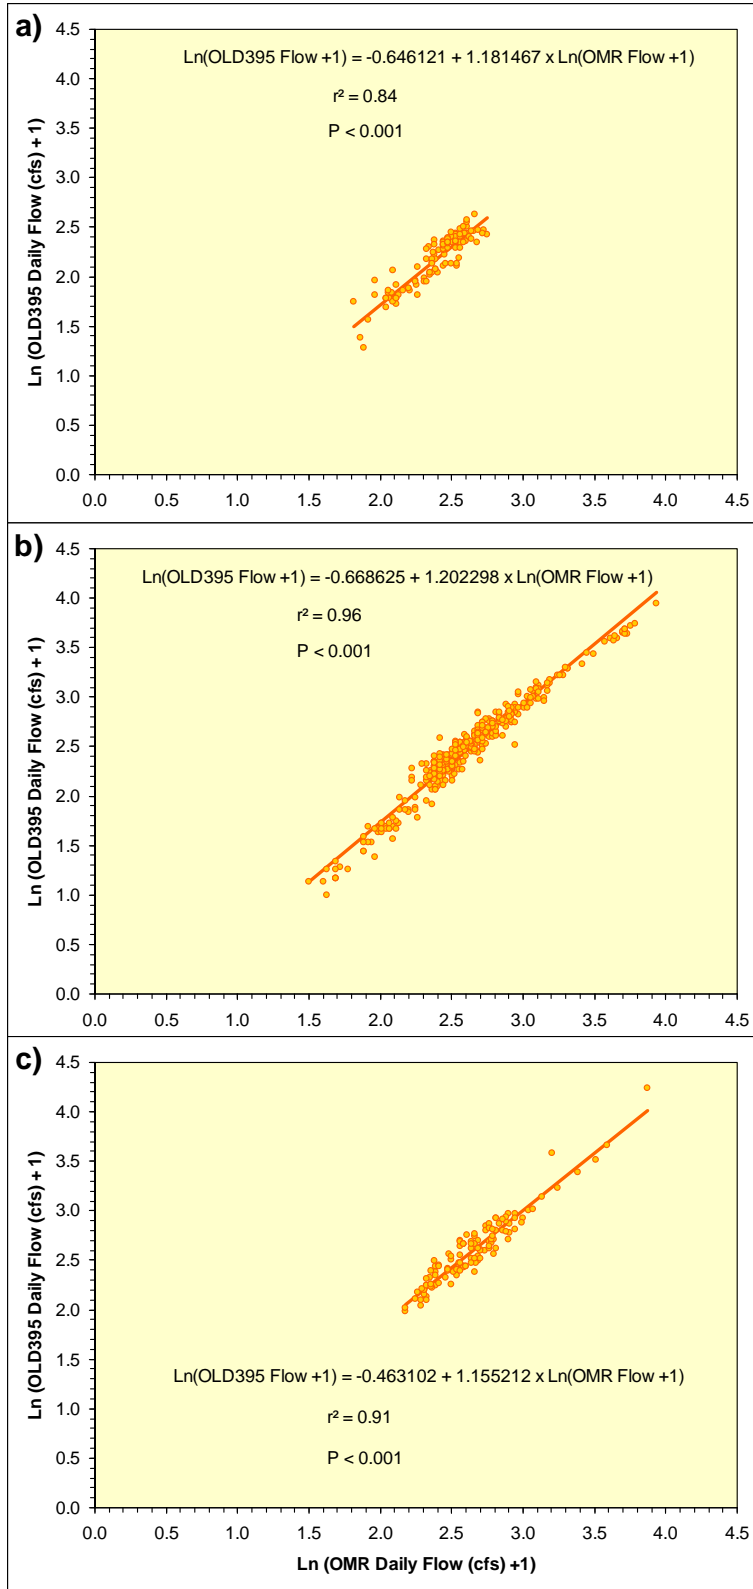 a)
Ln(OLD395 Flow +1) = -0.646121 + 1.181467 x Ln(OMR Flow +1)
r² = 0.84
P < 0.001
Ln (OLD395 Daily Flow (cfs) + 1)
4.5
4.0
3.5
3.0
2.5
2.0
1.5
1.0
0.5
0.0
0.0 0.5 1.0 1.5 2.0 2.5 3.0 3.5 4.0 4.5
b)
Ln(OLD395 Flow +1) = -0.668625 + 1.202298 x Ln(OMR Flow +1)
r² = 0.96
P < 0.001
Ln (OLD395 Daily Flow (cfs) + 1)
4.5
4.0
3.5
3.0
2.5
2.0
1.5
1.0
0.5
0.0
0.0 0.5 1.0 1.5 2.0 2.5 3.0 3.5 4.0 4.5
c)
Ln (OLD395 Daily Flow (cfs) + 1)
4.5
4.0
3.5
3.0
2.5
2.0
1.5
1.0
0.5
0.0
Ln(OLD395 Flow +1) = -0.463102 + 1.155212 x Ln(OMR Flow +1)
r² = 0.91
P < 0.001
0.0 0.5 1.0 1.5 2.0 2.5 3.0 3.5 4.0 4.5
Ln (OMR Daily Flow (cfs) +1)